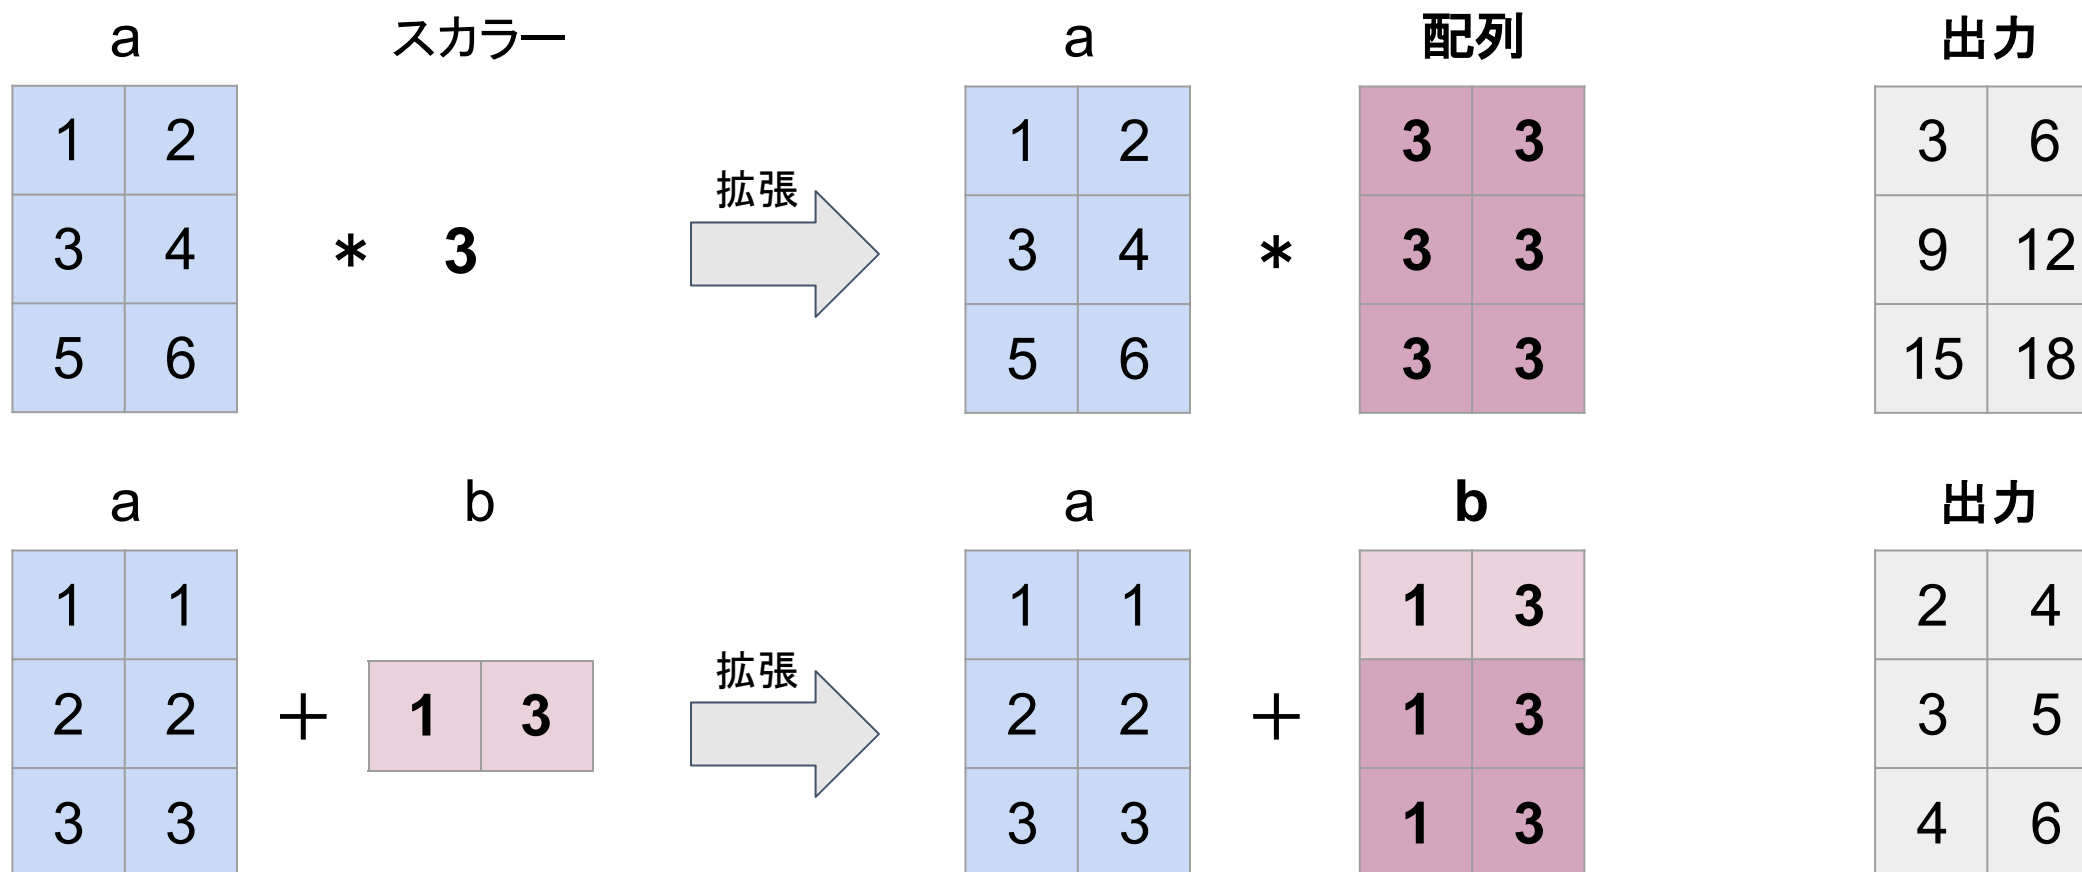 a スカラー a 配列 出力
1 2 1 2 3 3 3 6
拡張
3 4 * 3 3 4 * 3 3 9 12
5 6 5 6 3 3 15 18
a b a b 出力
1 1 1 1 1 3 2 4
拡張
2 2 + 1 3 2 2 + 1 3 3 5
3 3 3 3 1 3 4 6